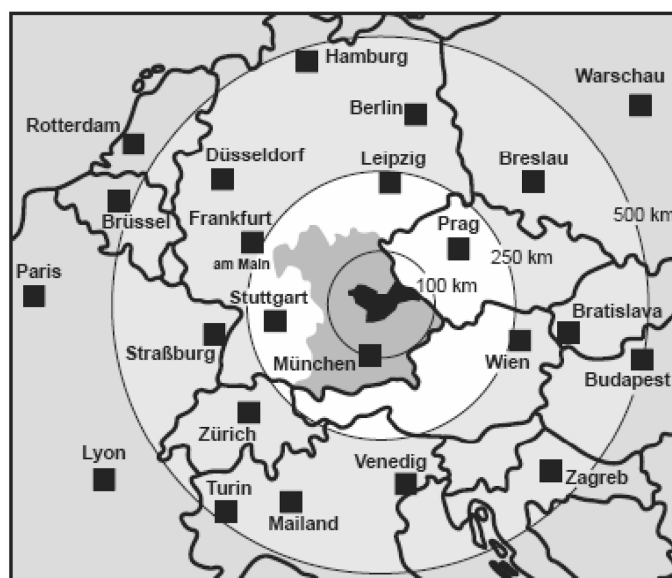 Hamburg
Warschau
Berlin
Rotterdam
Düsseldorf
Leipzig
Breslau
Brüssel
Frankfurt
am Main
Prag
500 km
250 km
Paris
100 km
Stuttgart
Bratislava
Straßburg
München
Wien
Budapest
Zürich
Lyon
Venedig
Zagreb
Turin
Mailand